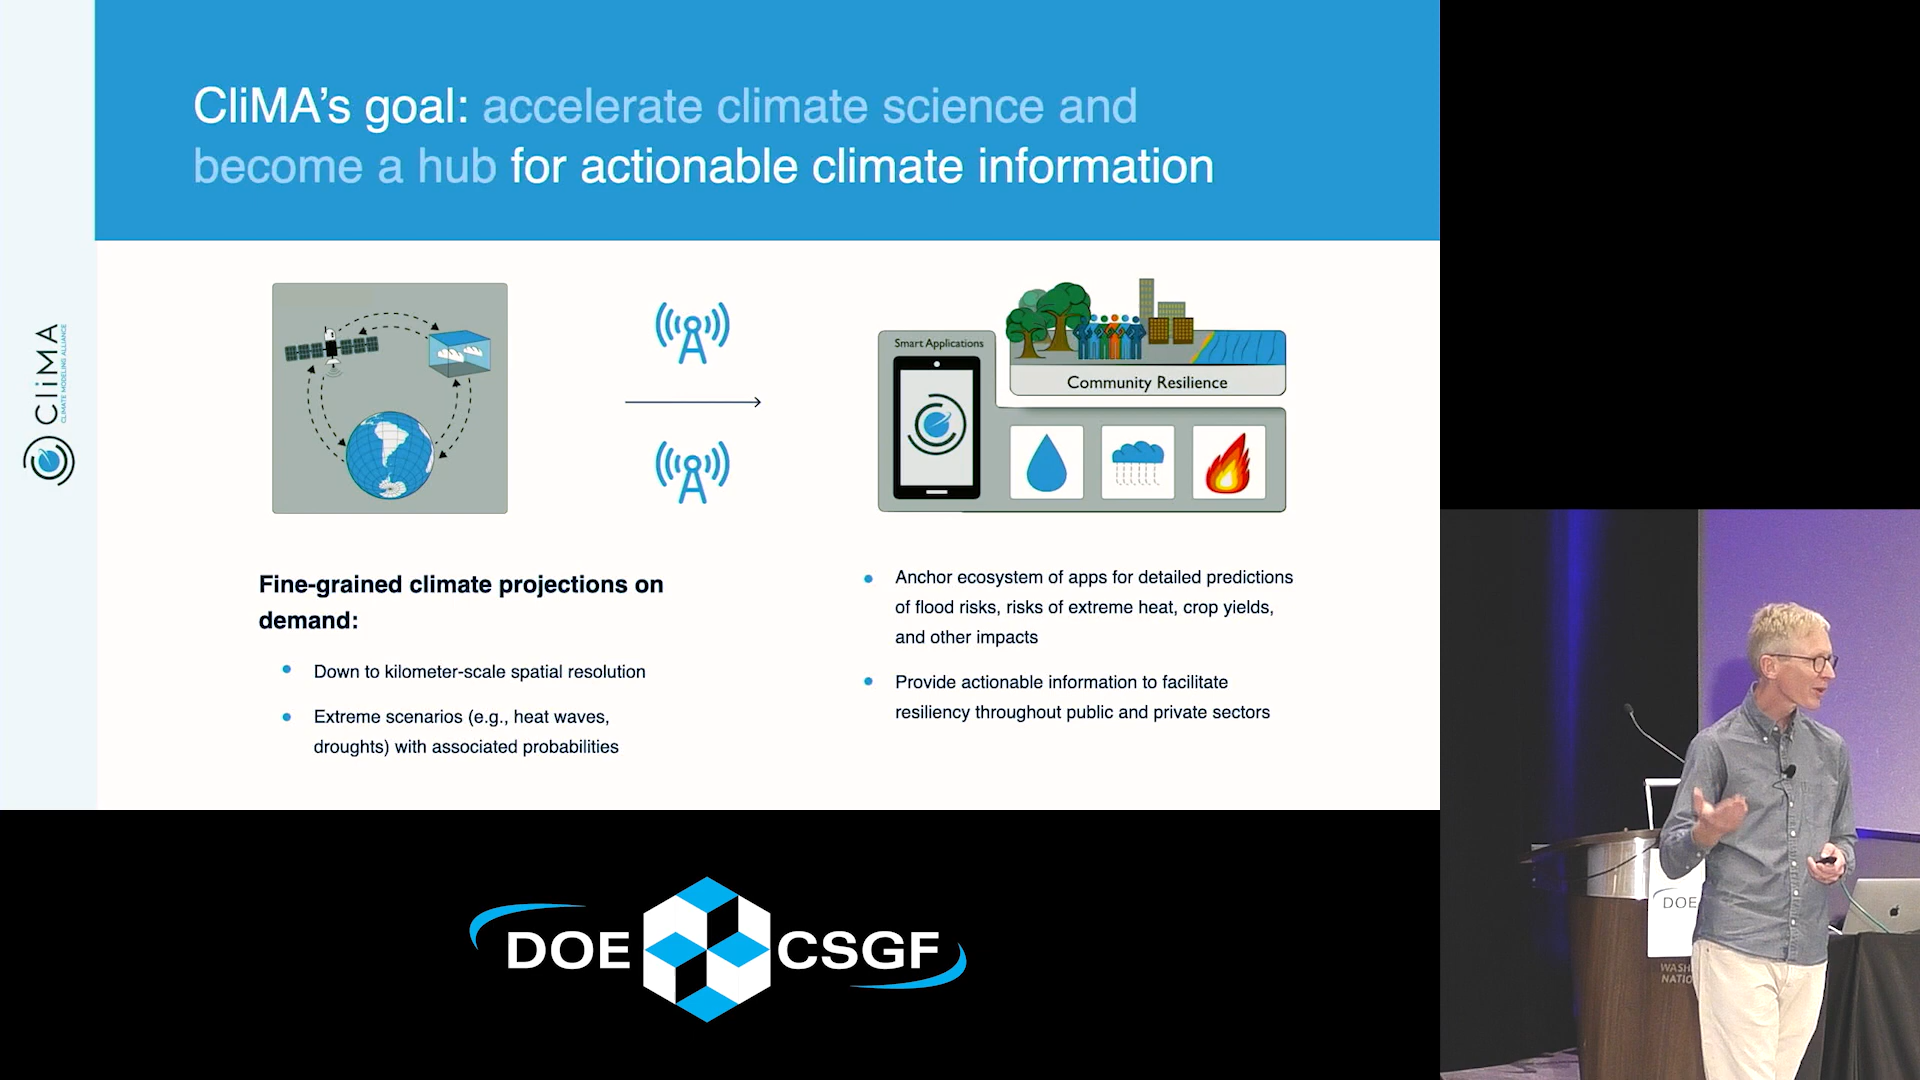 CliMA's goal: accelerate climate science and
become a hub for actionable climate information
CLiMA
CLIMATE MODELING ALLIANCE
Smart Applications
Community Resilience
Fine-grained climate projections on
demand:
Down to kilometer-scale spatial resolution
Extreme scenarios (e.g., heat waves,
droughts) with associated probabilities
Anchor ecosystem of apps for detailed predictions
of flood risks, risks of extreme heat, crop yields,
and other impacts
Provide actionable information to facilitate
resiliency throughout public and private sectors
DOE CSGF
DOE
WASH
NATIO